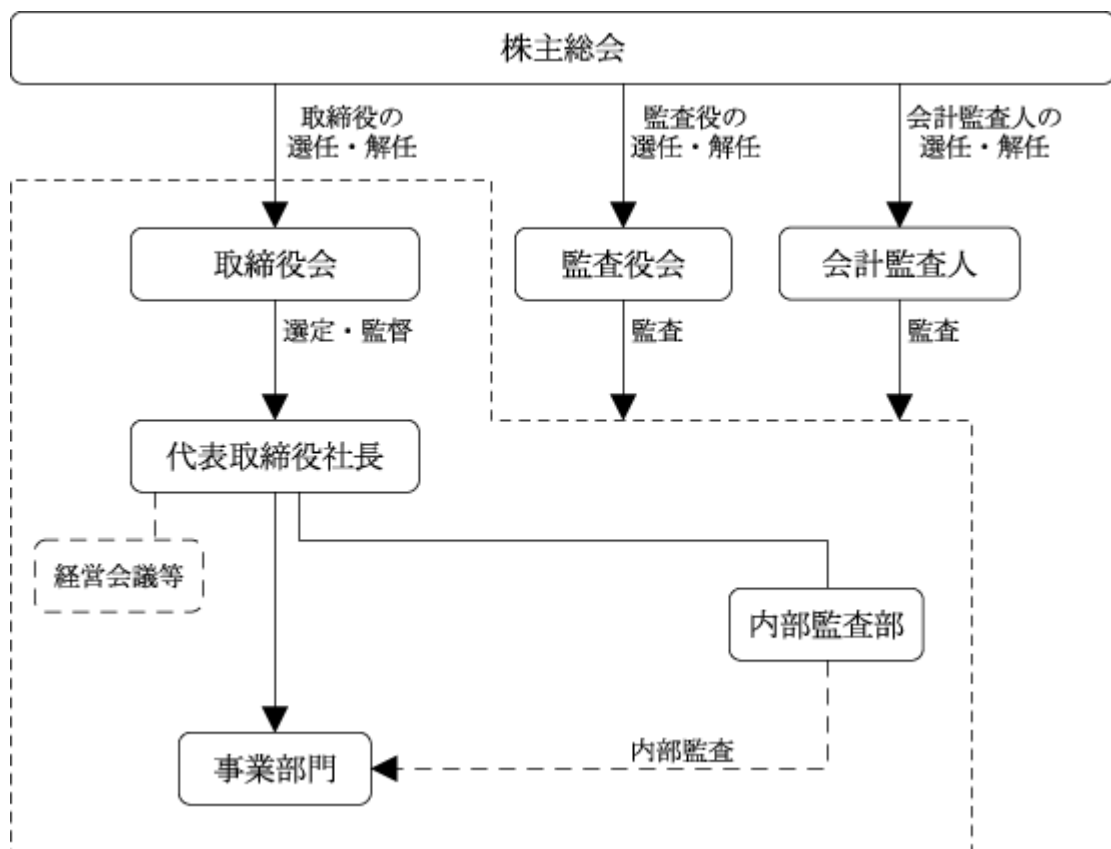 株主総会
取締役の
選任・解任
監査役の
選任・解任
会計監査人の
選任・解任
取締役会
監査役会
会計監査人
選定・監督
監査
監査
代表取締役社長
経営会議等
内部監査部
内部監査
事業部門